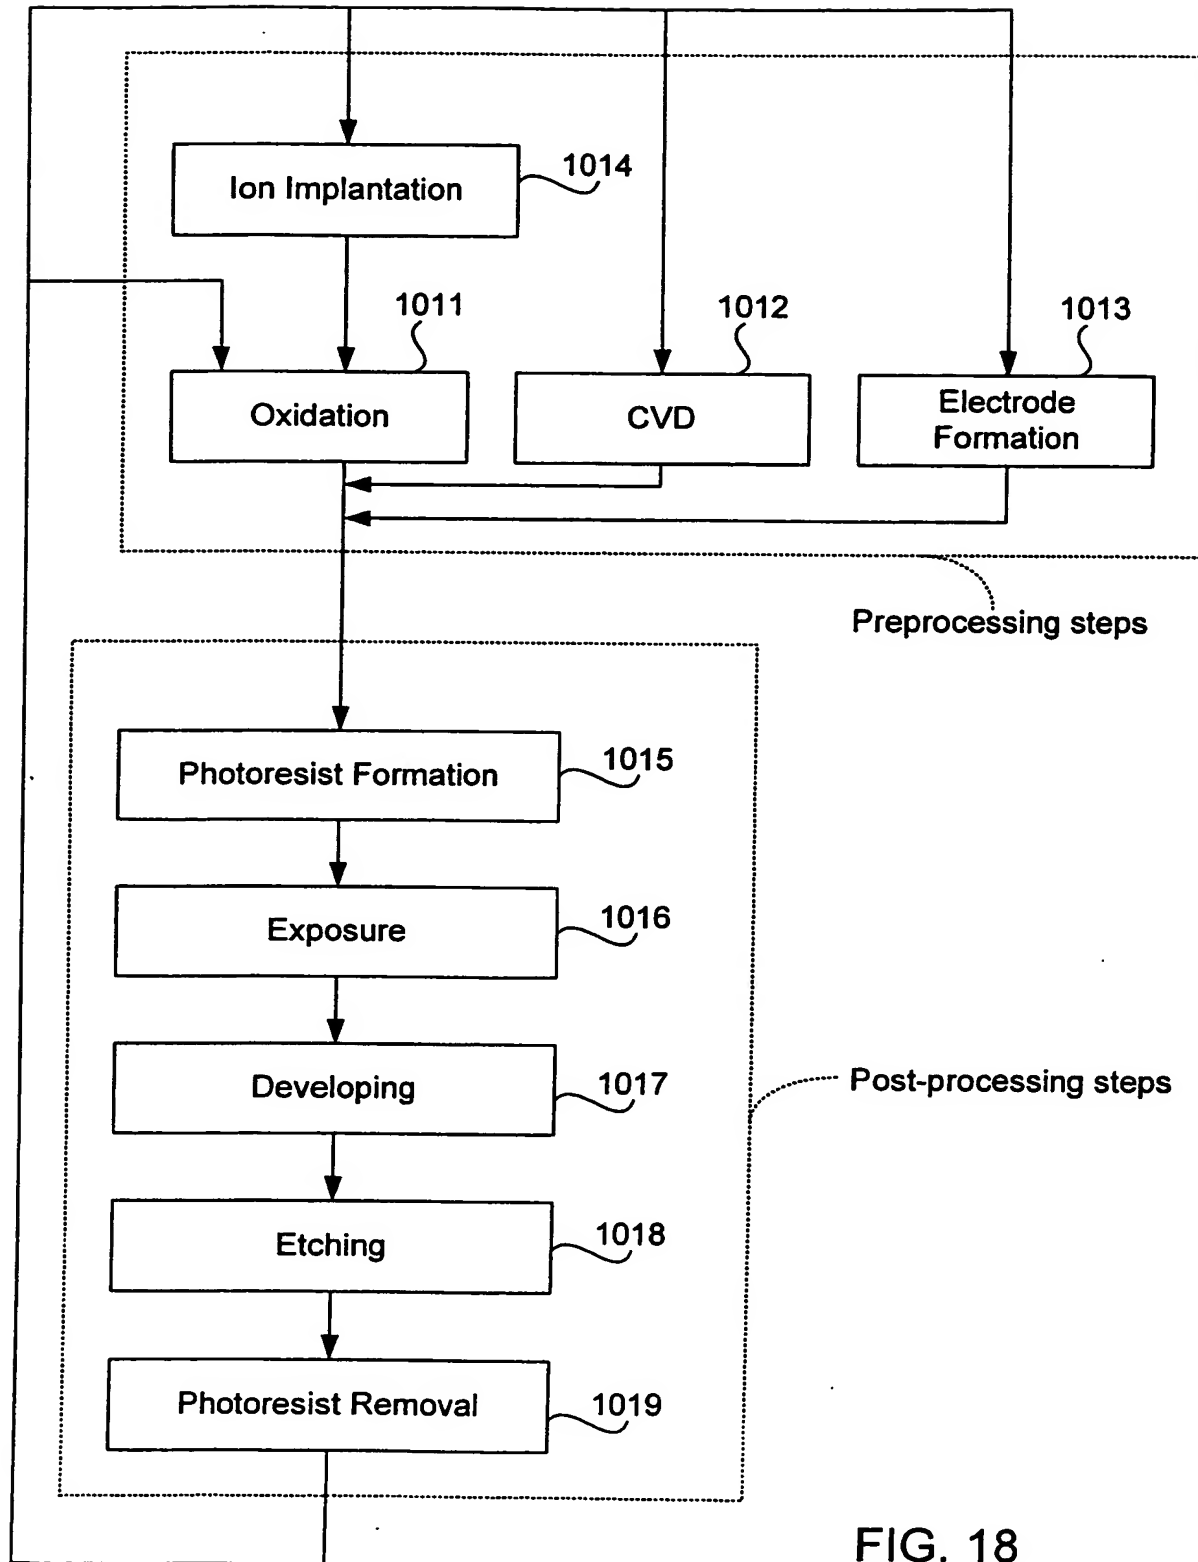 1014
Ion Implantation
1011
1012
1013
Oxidation
CVD
Electrode
Formation
Preprocessing steps
1015
Photoresist Formation
1016
Exposure
1017
Developing
Post-processing steps
1018
Etching
1019
Photoresist Removal
FIG. 18